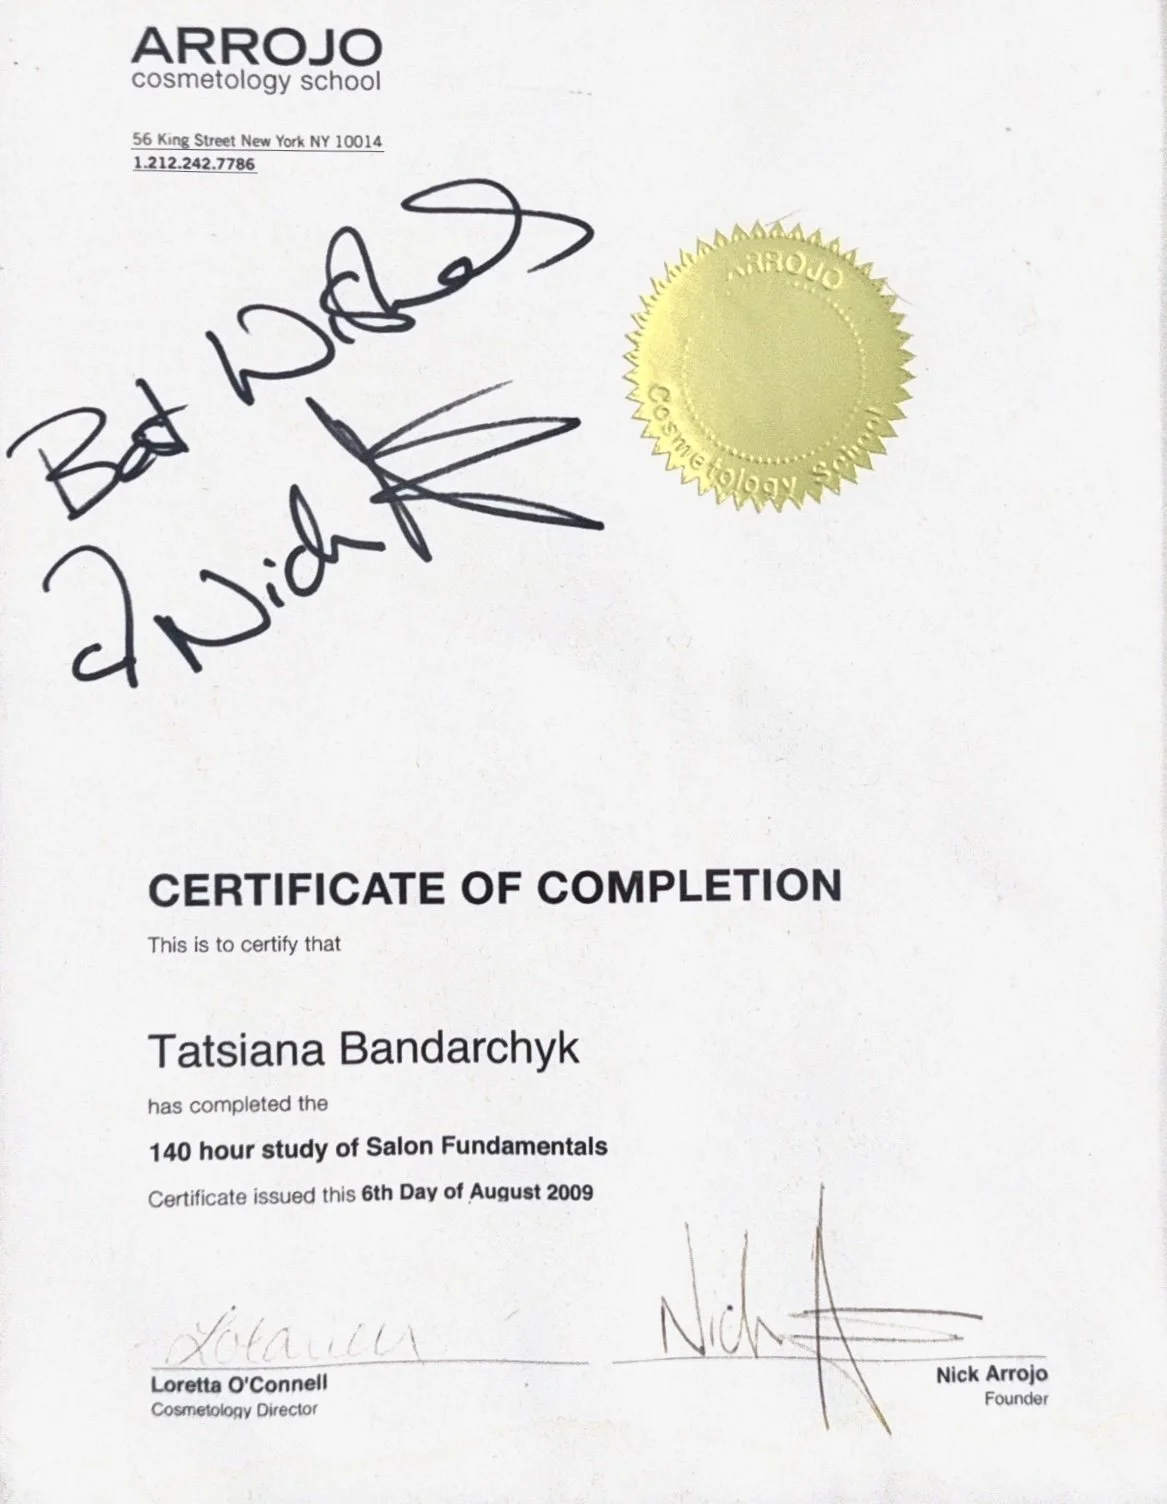 ARROJO
cosmetology school
56 King Street New York NY 10014
1.212.242.7786
Best Wishes
Nick
ARROJO
Cosmetology School
CERTIFICATE OF COMPLETION
This is to certify that
Tatsiana Bandarchyk
has completed the
140 hour study of Salon Fundamentals
Certificate issued this 6th Day of August 2009
Nick
Loretta O'Connell
Cosmetology Director
Nick Arrojo
Founder